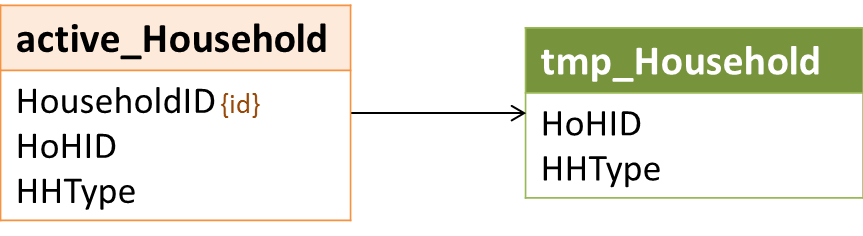 active_Household
HouseholdID {id}
HoHID
HHType
tmp_Household
HoHID
HHType